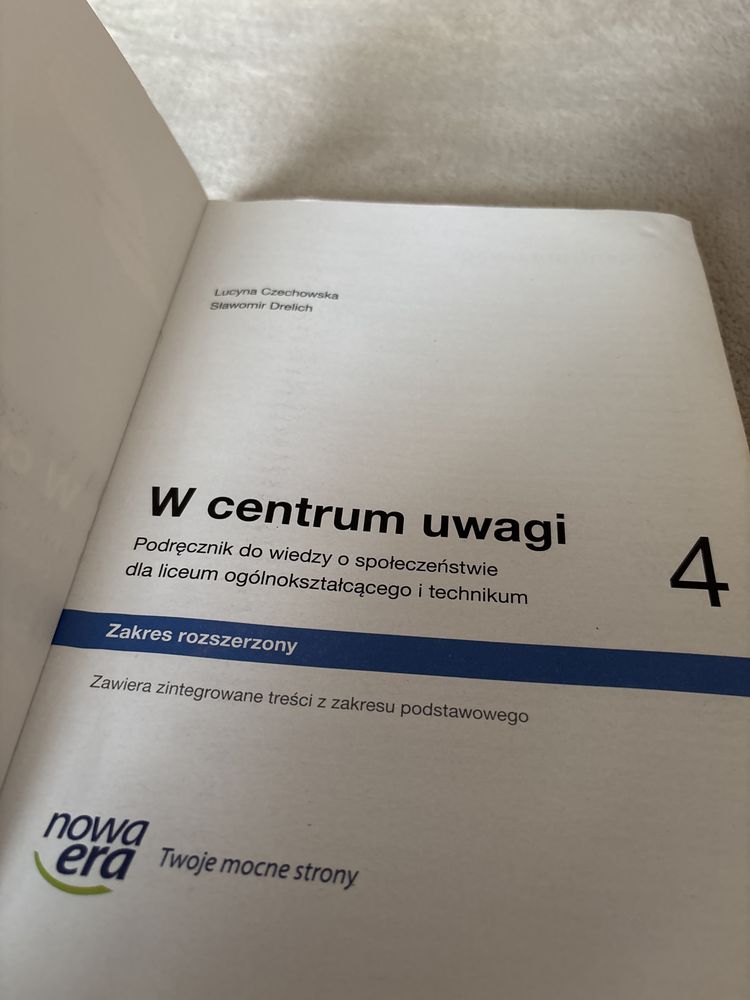 Lucyna Czechowska
Sławomir Drelich
W centrum uwagi
4
Podręcznik do wiedzy o społeczeństwie
dla liceum ogólnokształcącego i technikum
Zakres rozszerzony
Zawiera zintegrowane treści z zakresu podstawowego
nowa
era
Twoje mocne strony